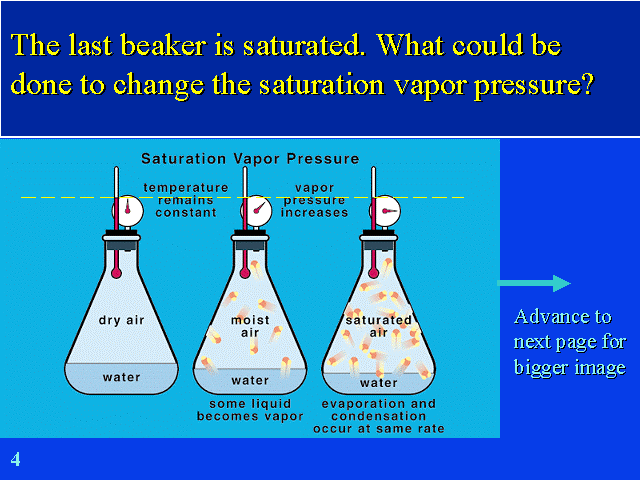 The last beaker is saturated. What could be
done to change the saturation vapor pressure?
Saturation Vapor Pressure
temperature
remains
constant
vapor
pressure
increases
dry air
moist
air
saturated
air
water
water
water
some liquid
becomes vapor
evaporation and
condensation
occur at same rate
Advance to
next page for
bigger image
4